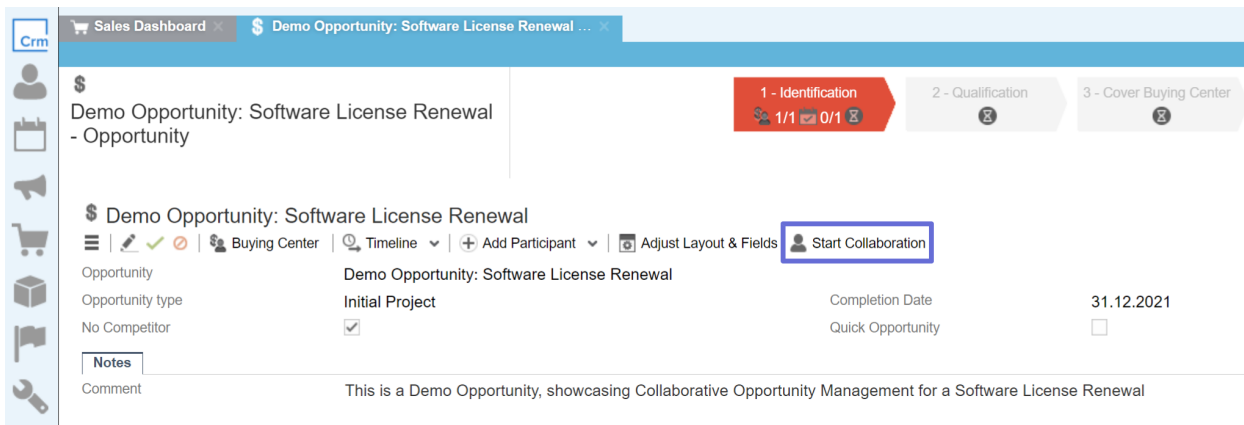 Crm
Sales Dashboard
Demo Opportunity: Software License Renewal ...
$
Demo Opportunity: Software License Renewal
- Opportunity
1 - Identification
1/1 0/1
2 - Qualification
3 - Cover Buying Center
Demo Opportunity: Software License Renewal
Buying Center Timeline Add Participant Adjust Layout & Fields Start Collaboration
Opportunity Demo Opportunity: Software License Renewal
Opportunity type Initial Project Completion Date 31.12.2021
No Competitor Quick Opportunity
Notes
Comment This is a Demo Opportunity, showcasing Collaborative Opportunity Management for a Software License Renewal